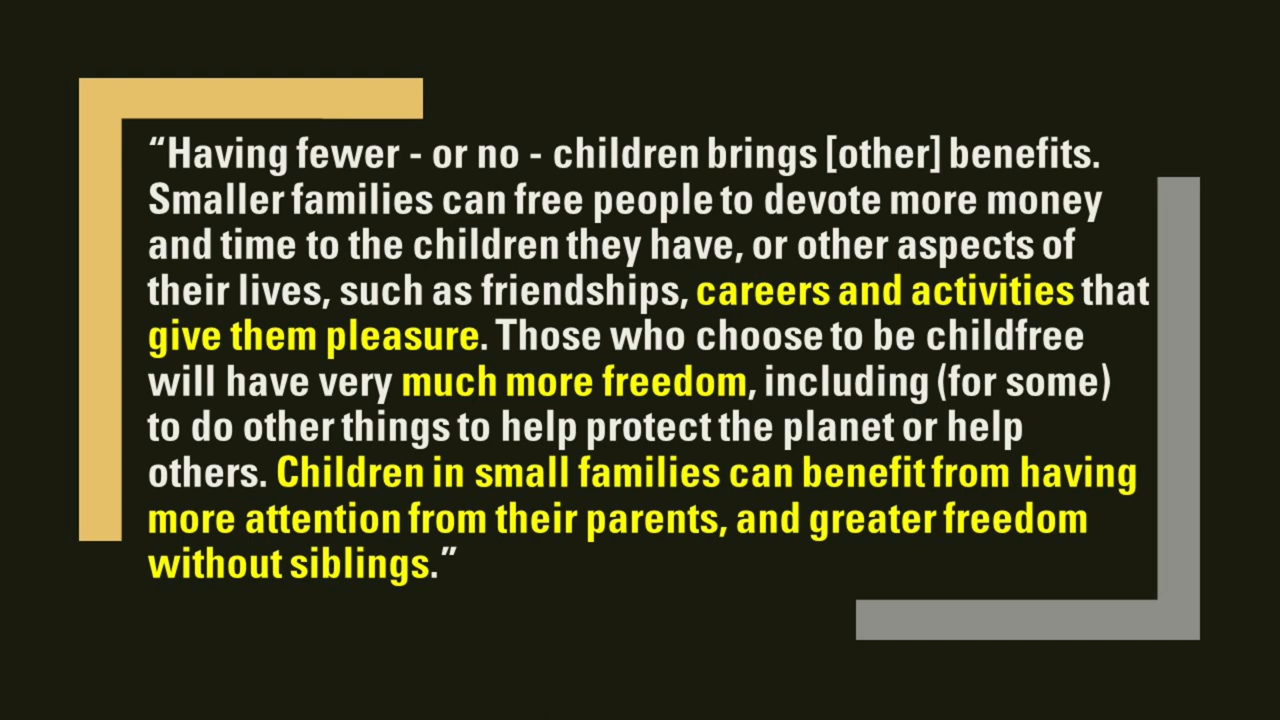 “Having fewer - or no - children brings [other] benefits.
Smaller families can free people to devote more money
and time to the children they have, or other aspects of
their lives, such as friendships, careers and activities that
give them pleasure. Those who choose to be childfree
will have very much more freedom, including (for some)
to do other things to help protect the planet or help
others. Children in small families can benefit from having
more attention from their parents, and greater freedom
without siblings.”